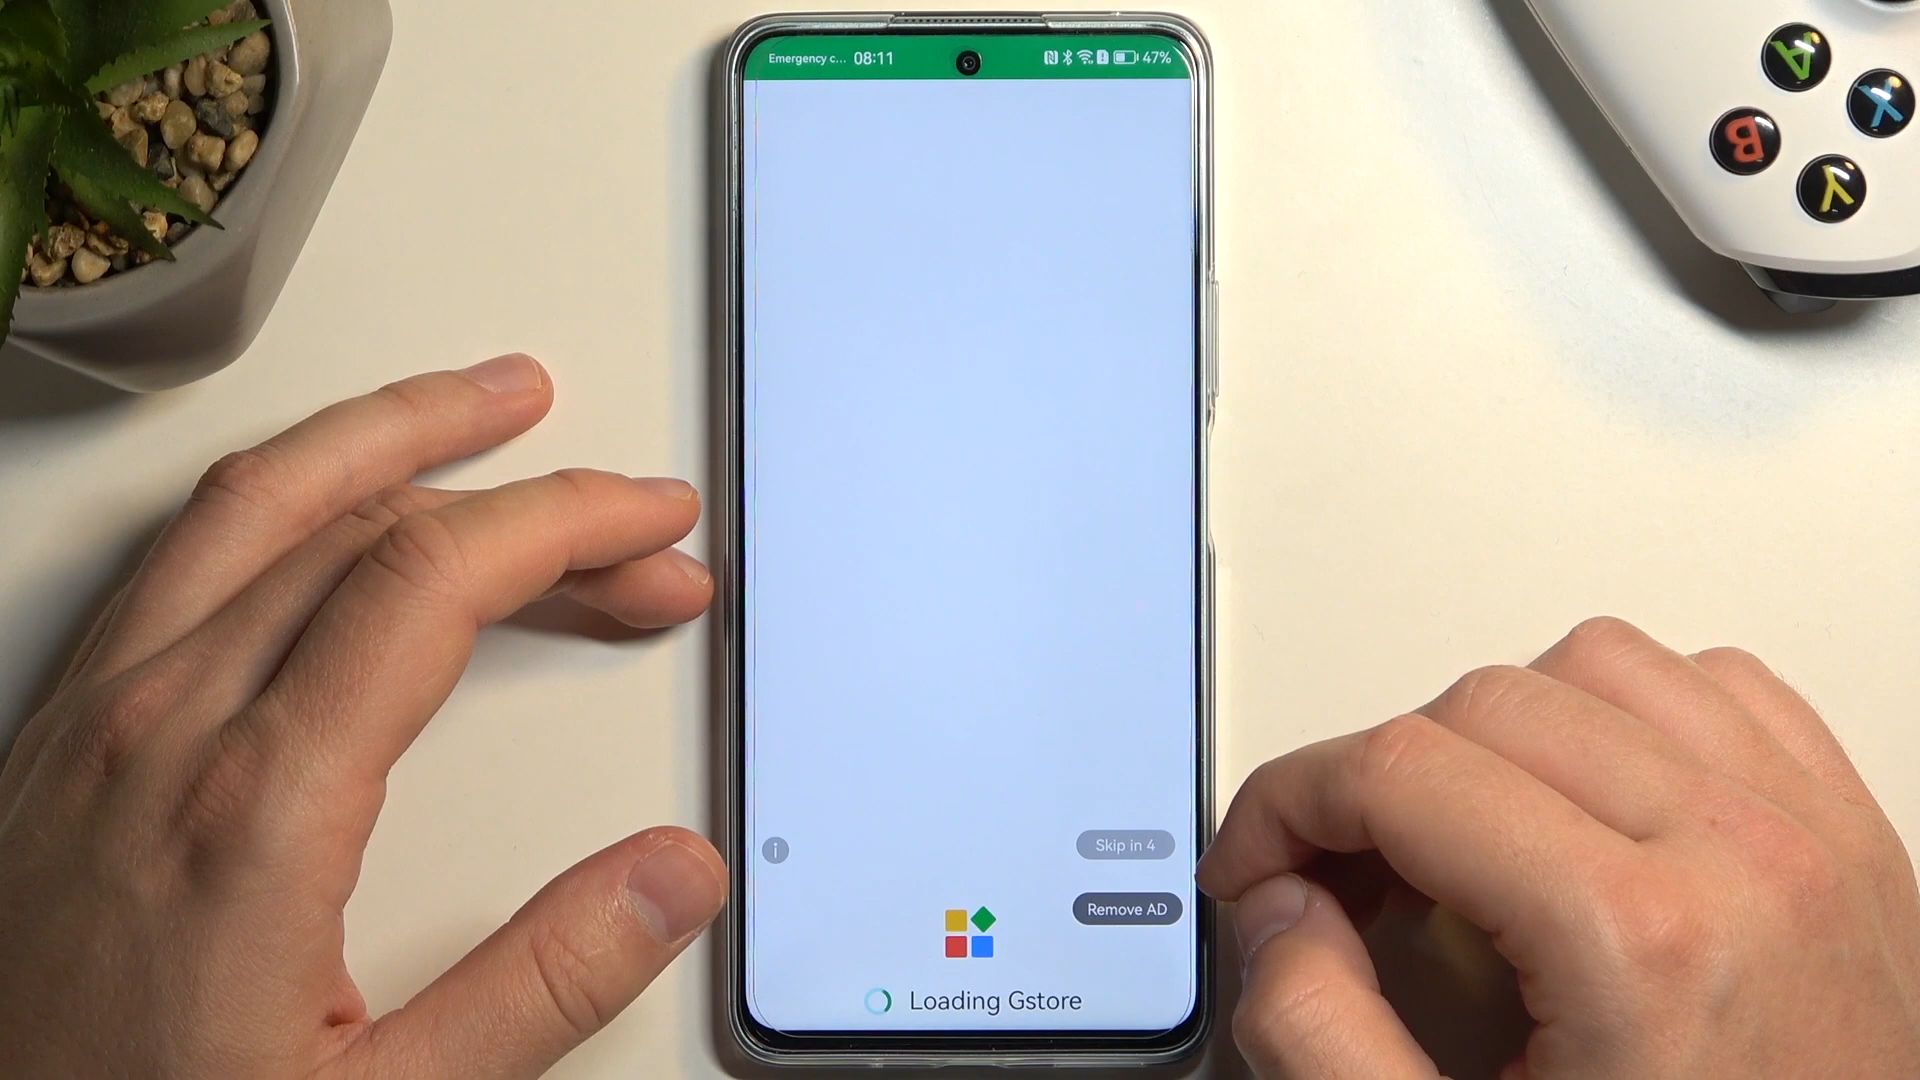 Emergency c... 08:11 47%
Skip in 4
Remove AD
Loading Gstore
A
X
B
Y